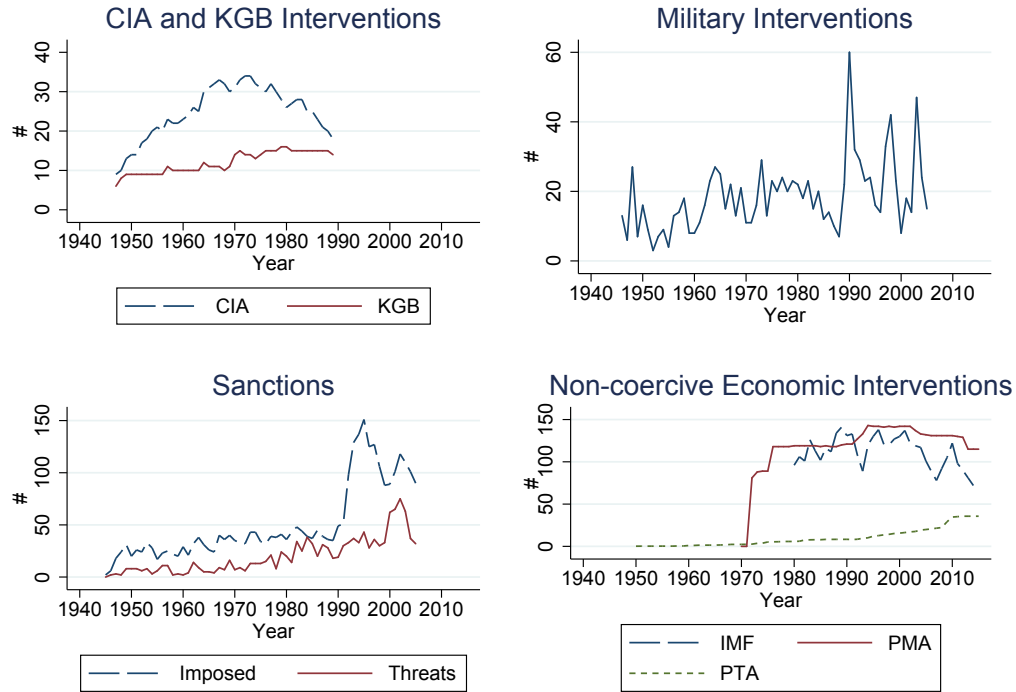 CIA and KGB Interventions
#
40
30
20
10
0
1940 1950 1960 1970 1980 1990 2000 2010
Year
CIA KGB
Military Interventions
#
60
40
20
0
1940 1950 1960 1970 1980 1990 2000 2010
Year
Sanctions
#
150
100
50
0
1940 1950 1960 1970 1980 1990 2000 2010
Year
Imposed Threats
Non-coercive Economic Interventions
#
150
100
50
0
1940 1950 1960 1970 1980 1990 2000 2010
Year
IMF PMA
PTA